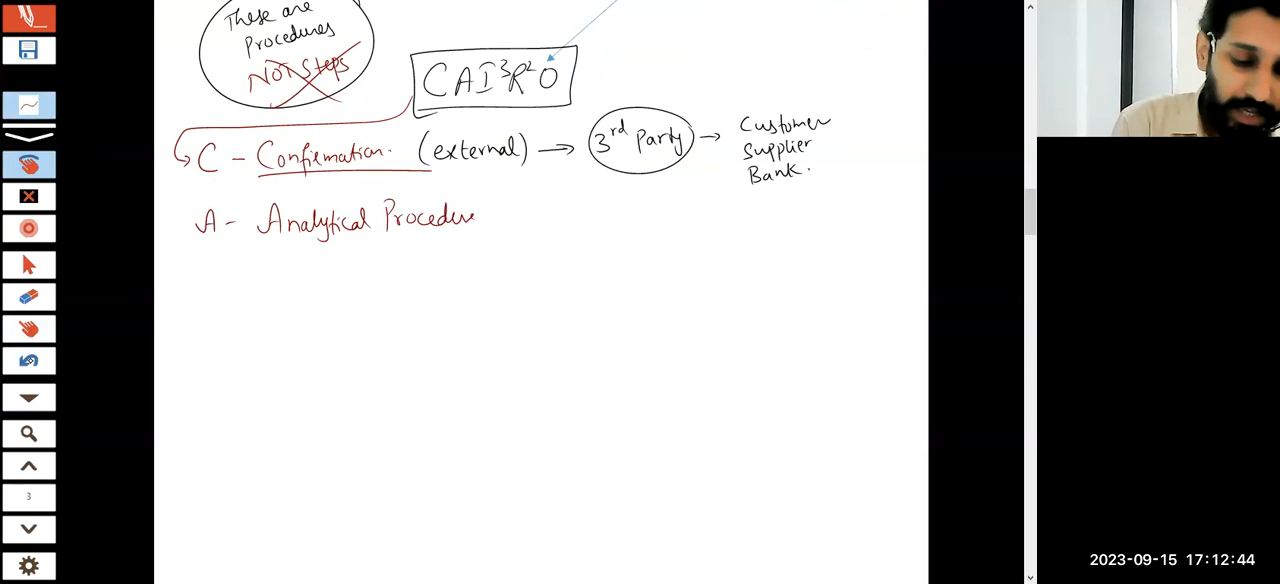 These are
Procedures
NOT Steps
CAI³R²O
C - Confirmation. (external) → 3rd Party → Customer
Supplier
Bank.
A - Analytical Procedure
3
2023-09-15 17:12:44